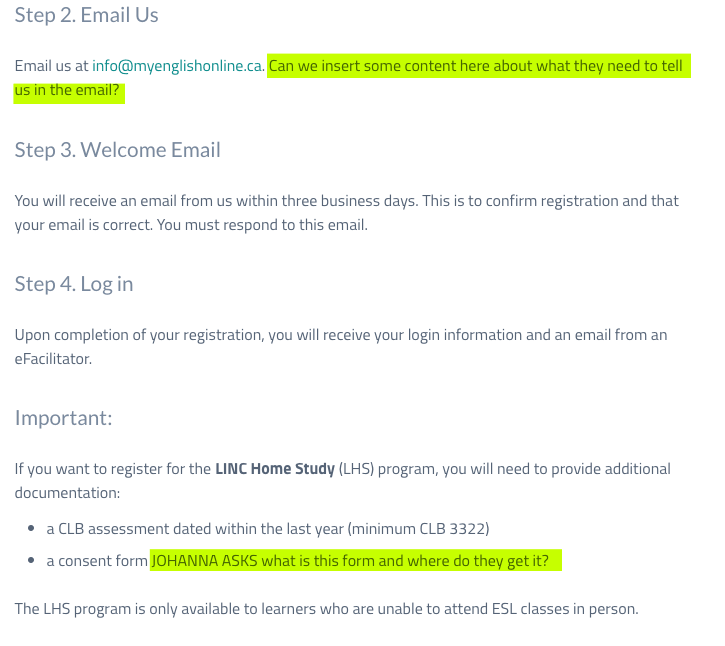 Step 2. Email Us
Email us at info@myenglishonline.ca. Can we insert some content here about what they need to tell
us in the email?
Step 3. Welcome Email
You will receive an email from us within three business days. This is to confirm registration and that
your email is correct. You must respond to this email.
Step 4. Log in
Upon completion of your registration, you will receive your login information and an email from an
eFacilitator.
Important:
If you want to register for the LINC Home Study (LHS) program, you will need to provide additional
documentation:
• a CLB assessment dated within the last year (minimum CLB 3322)
• a consent form JOHANNA ASKS what is this form and where do they get it?
The LHS program is only available to learners who are unable to attend ESL classes in person.